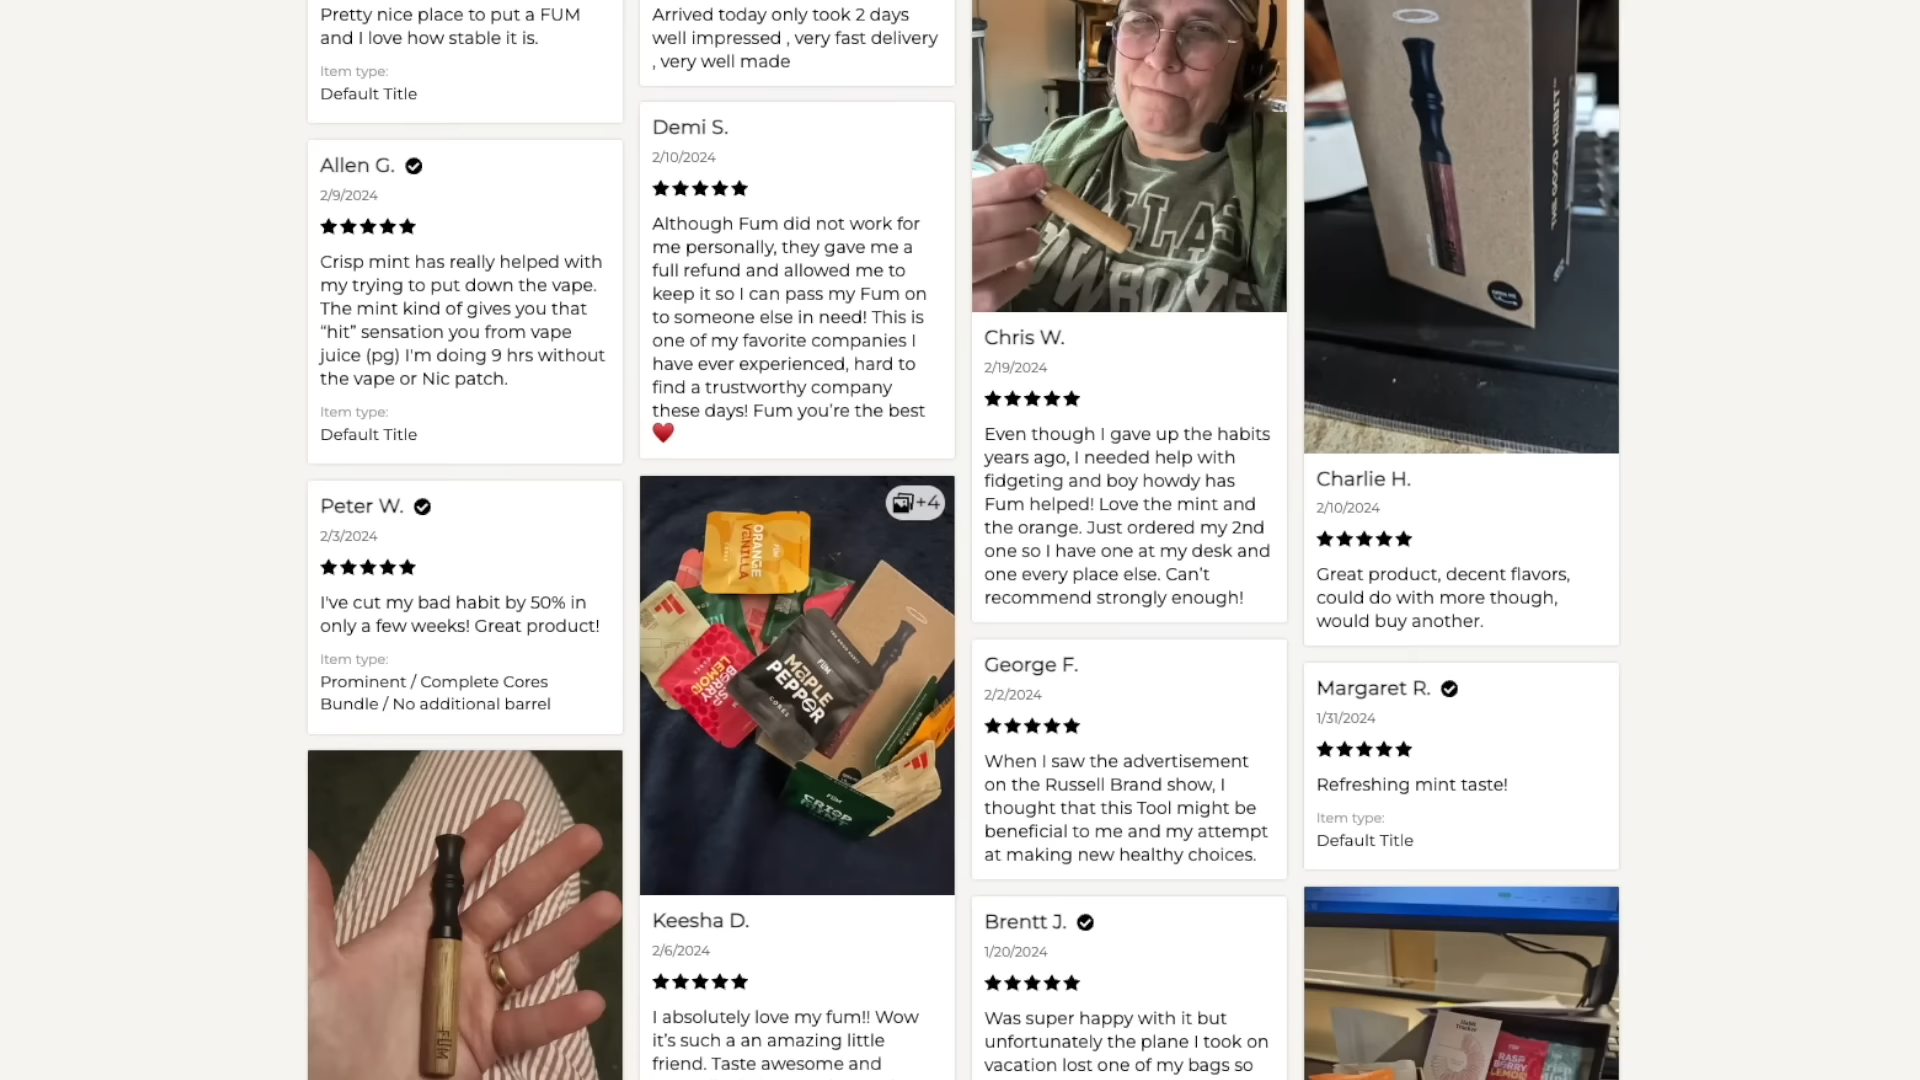 Pretty nice place to put a FUM
and I love how stable it is.
Item type:
Default Title
Allen G.
2/9/2024
Crisp mint has really helped with
my trying to put down the vape.
The mint kind of gives you that
“hit” sensation you from vape
juice (pg) I'm doing 9 hrs without
the vape or Nic patch.
Item type:
Default Title
Peter W.
2/3/2024
I've cut my bad habit by 50% in
only a few weeks! Great product!
Item type:
Prominent / Complete Cores
Bundle / No additional barrel
FÜM
Arrived today only took 2 days
well impressed , very fast delivery
, very well made
Demi S.
2/10/2024
Although Fum did not work for
me personally, they gave me a
full refund and allowed me to
keep it so I can pass my Fum on
to someone else in need! This is
one of my favorite companies I
have ever experienced, hard to
find a trustworthy company
these days! Fum you’re the best
+4
ORANGE
VANILLA
FÜM
MaPLE
PEPPER
CORES
LEMON
FÜM
CRISP
MINT
Keesha D.
2/6/2024
I absolutely love my fum!! Wow
it’s such a an amazing little
friend. Taste awesome and
Chris W.
2/19/2024
Even though I gave up the habits
years ago, I needed help with
fidgeting and boy howdy has
Fum helped! Love the mint and
the orange. Just ordered my 2nd
one so I have one at my desk and
one every place else. Can’t
recommend strongly enough!
George F.
2/2/2024
When I saw the advertisement
on the Russell Brand show, I
thought that this Tool might be
beneficial to me and my attempt
at making new healthy choices.
Brentt J.
1/20/2024
Was super happy with it but
unfortunately the plane I took on
vacation lost one of my bags so
THE GOOD HABIT
Charlie H.
2/10/2024
Great product, decent flavors,
could do with more though,
would buy another.
Margaret R.
1/31/2024
Refreshing mint taste!
Item type:
Default Title
Habit
Tracker
RASP
BERRY
LEMON